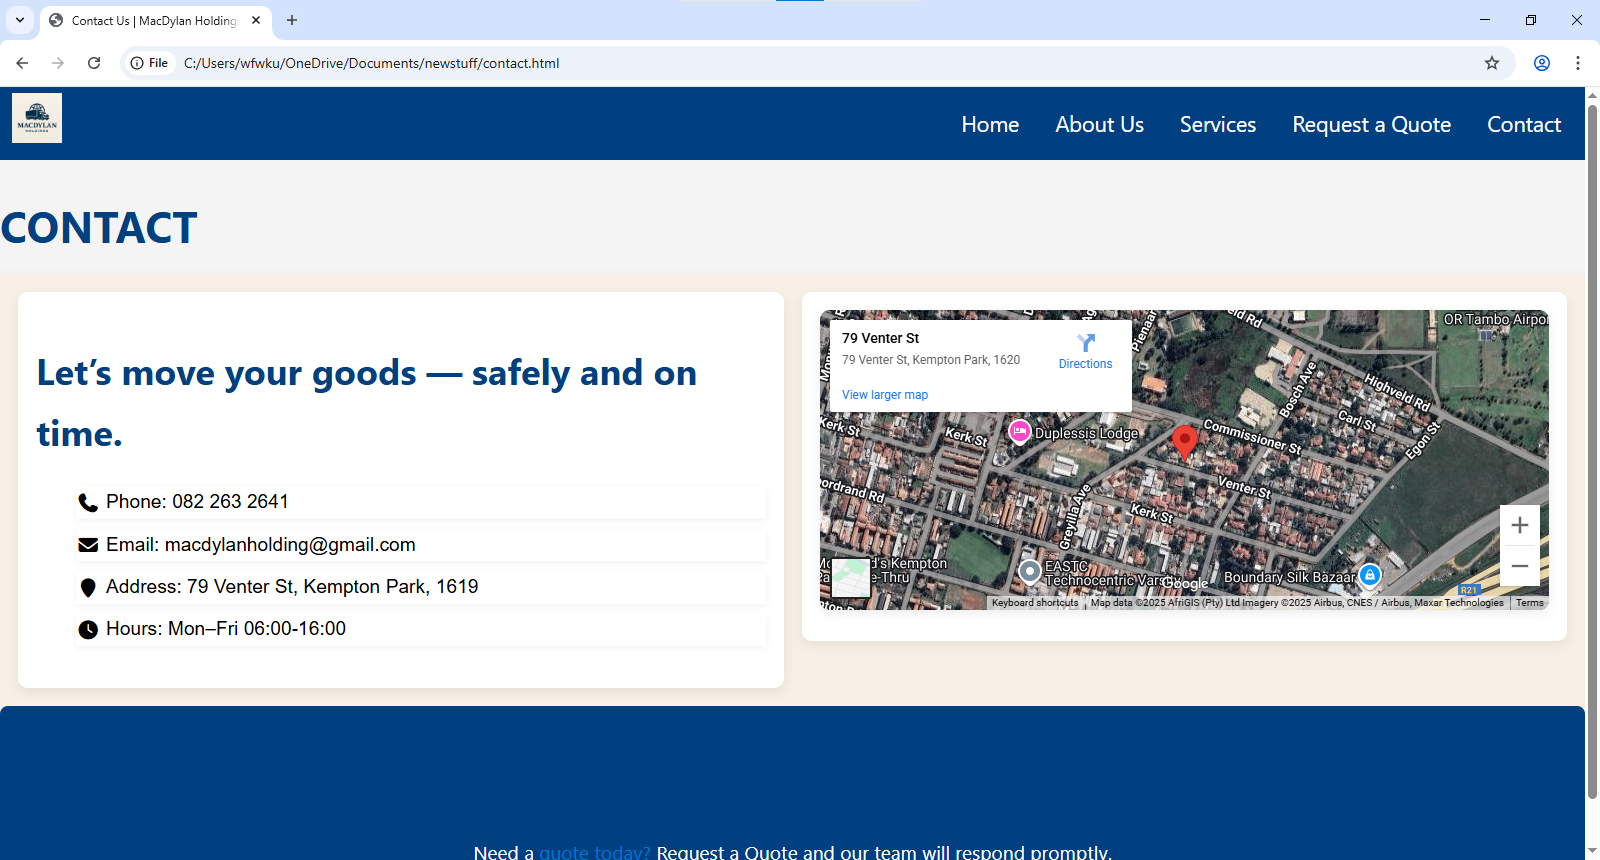 Contact Us | MacDylan Holding
File
C:/Users/wfwku/OneDrive/Documents/newstuff/contact.html
MACDYLAN
HOLDINGS
Home
About Us
Services
Request a Quote
Contact
CONTACT
Let’s move your goods — safely and on
time.
Phone: 082 263 2641
Email: macdylanholding@gmail.com
Address: 79 Venter St, Kempton Park, 1619
Hours: Mon–Fri 06:00-16:00
79 Venter St
79 Venter St, Kempton Park, 1620
Directions
View larger map
Pienaar
eld Rd
OR Tambo Airpor
Bosch Ave
Highveld Rd
Carl St
Egon St
Commissioner St
Kerk St
Kerk St
Duplessis Lodge
Venter St
oordrand Rd
Kerk St
Greyilla Ave
d's Kempton
e-Thru
EASTC
Technocentric Varsi
Google
Boundary Silk Bazaar
R21
Keyboard shortcuts
Map data ©2025 AfriGIS (Pty) Ltd Imagery ©2025 Airbus, CNES / Airbus, Maxar Technologies
Terms
Need a quote today? Request a Quote and our team will respond promptly.